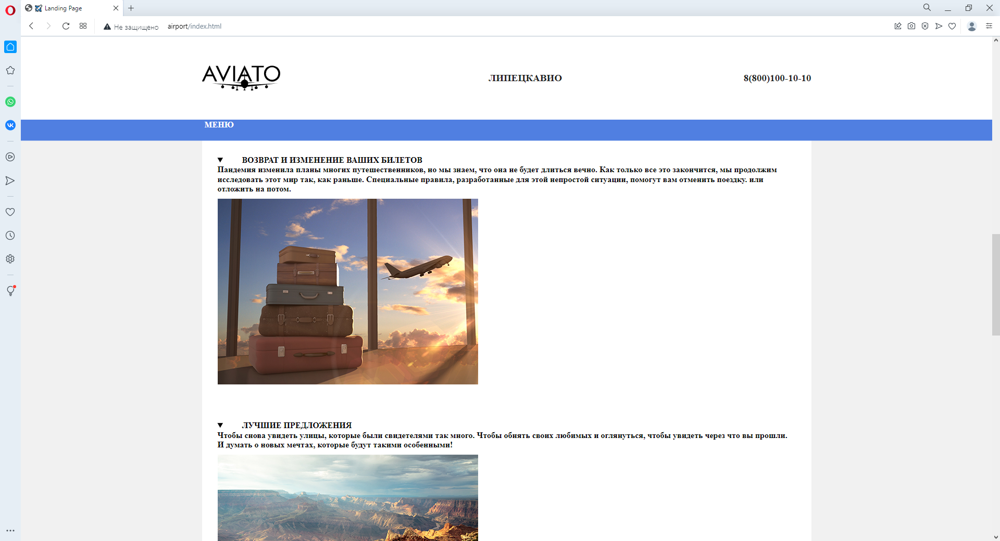 Landing Page
Не защищено airport/index.html
AVIATO
ЛИПЕЦКАВИО
8(800)100-10-10
МЕНЮ
ВОЗВРАТ И ИЗМЕНЕНИЕ ВАШИХ БИЛЕТОВ
Пандемия изменила планы многих путешественников, но мы знаем, что она не будет длиться вечно. Как только все это закончится, мы продолжим
исследовать этот мир так, как раньше. Специальные правила, разработанные для этой непростой ситуации, помогут вам отменить поездку. или
отложить на потом.
ЛУЧШИЕ ПРЕДЛОЖЕНИЯ
Чтобы снова увидеть улицы, которые были свидетелями так много. Чтобы обнять своих любимых и оглянуться, чтобы увидеть через что вы прошли.
И думать о новых мечтах, которые будут такими особенными!